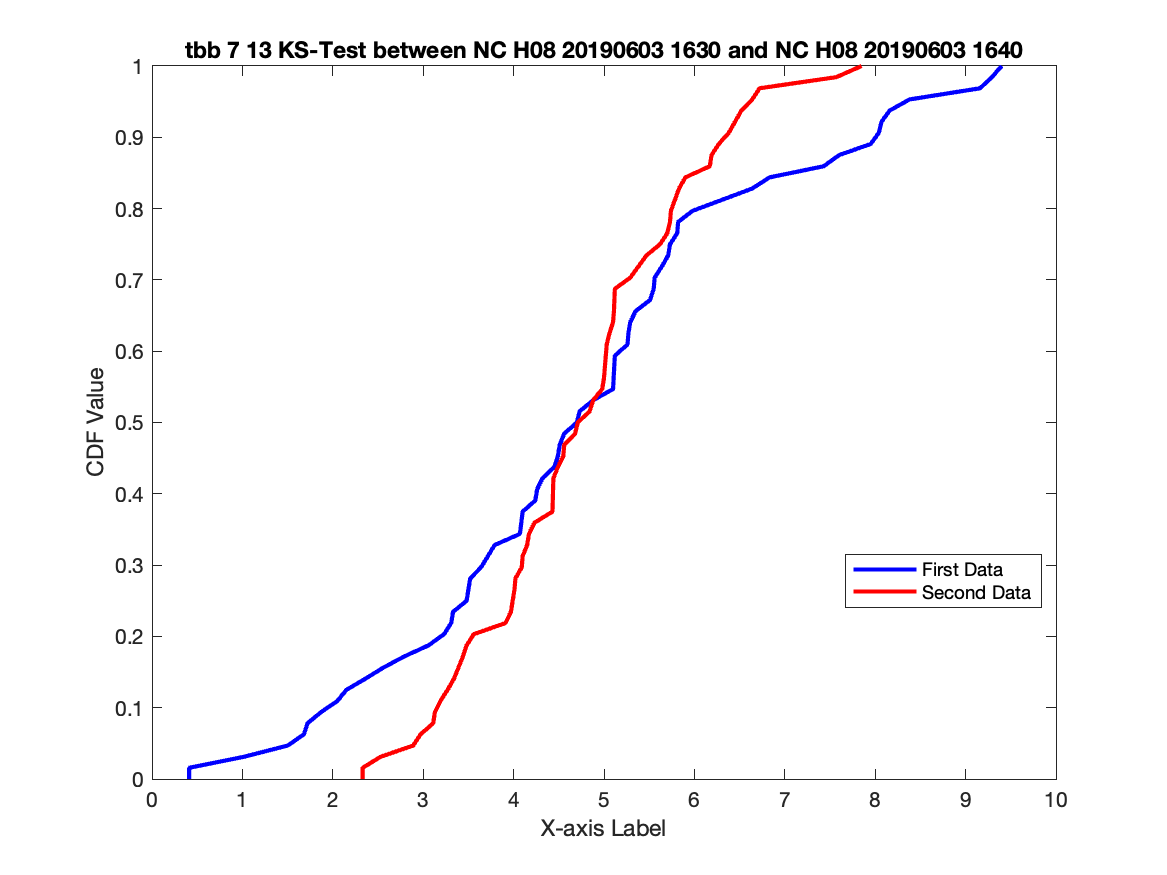 tbb 7 13 KS-Test between NC H08 20190603 1630 and NC H08 20190603 1640
1
0.9
0.8
0.7
0.6
0.5
0.4
0.3
0.2
0.1
0
CDF Value
First Data
Second Data
0 1 2 3 4 5 6 7 8 9 10
X-axis Label